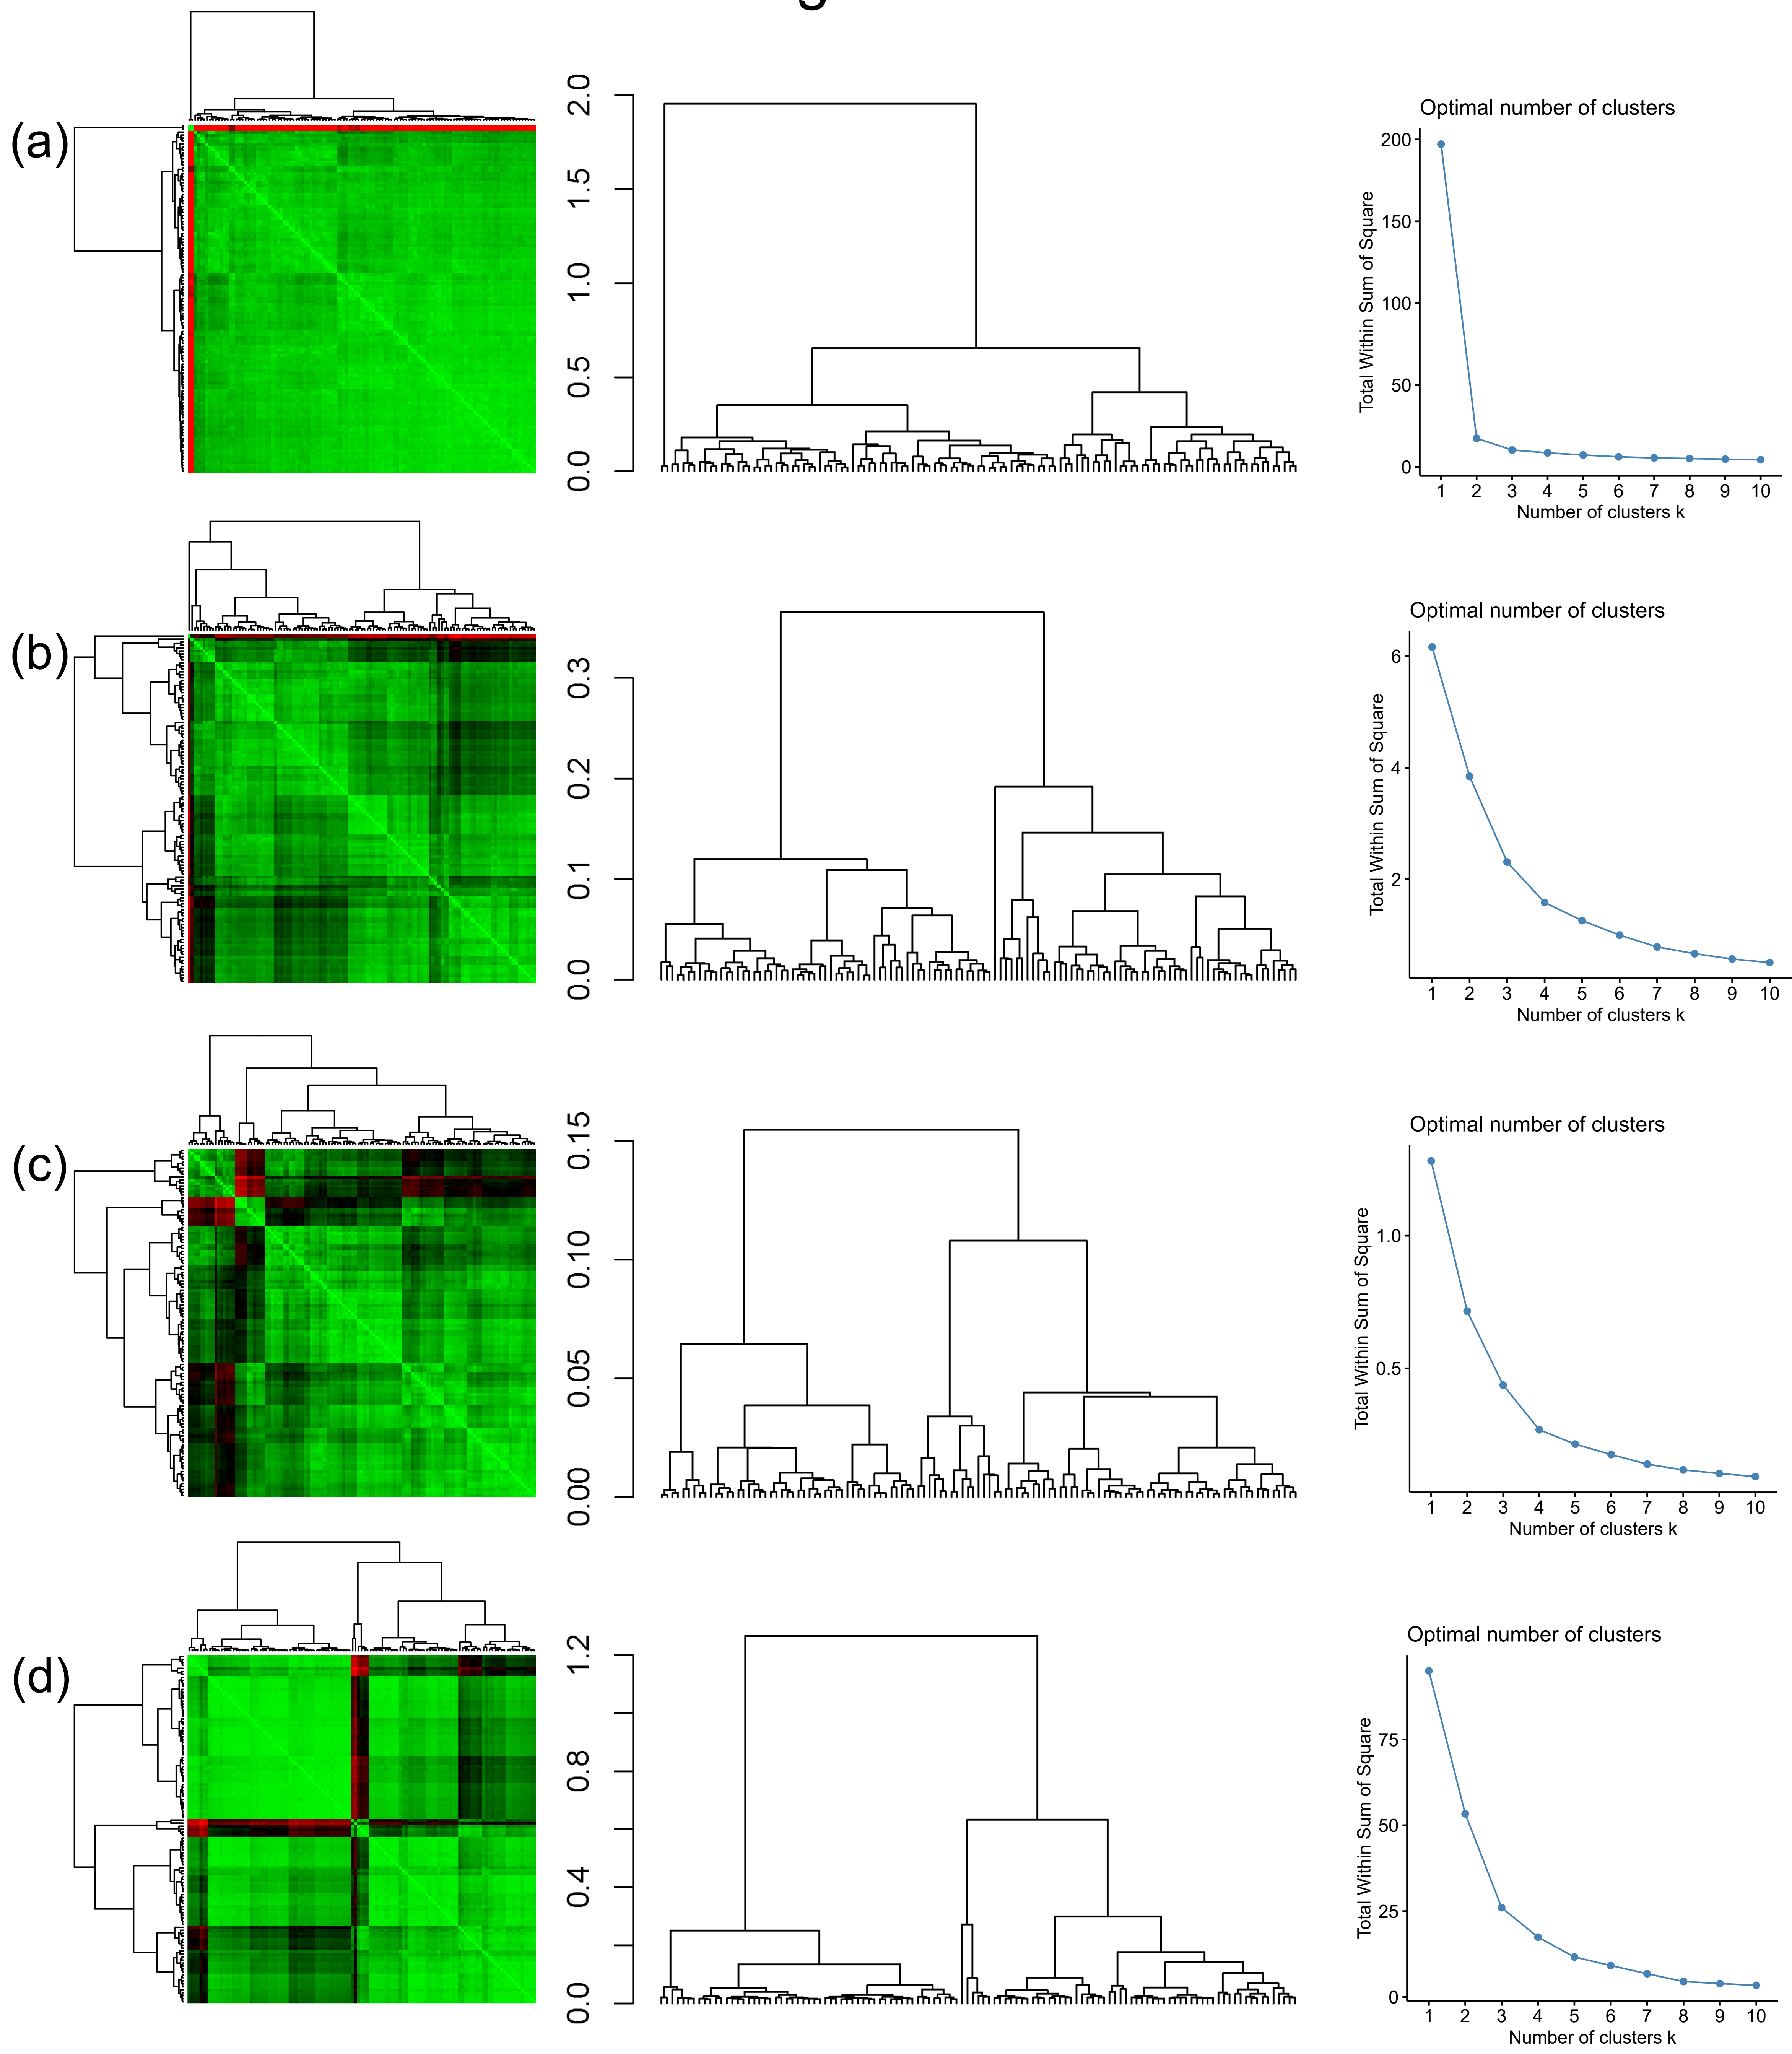 (a)
0.0 0.5 1.0 1.5 2.0
Optimal number of clusters
Total Within Sum of Square
200
150
100
50
0
1 2 3 4 5 6 7 8 9 10
Number of clusters k
(b)
0.0 0.1 0.2 0.3
Optimal number of clusters
Total Within Sum of Square
6
4
2
1 2 3 4 5 6 7 8 9 10
Number of clusters k
(c)
0.00 0.05 0.10 0.15
Optimal number of clusters
Total Within Sum of Square
1.0
0.5
1 2 3 4 5 6 7 8 9 10
Number of clusters k
(d)
0.0 0.4 0.8 1.2
Optimal number of clusters
Total Within Sum of Square
75
50
25
0
1 2 3 4 5 6 7 8 9 10
Number of clusters k